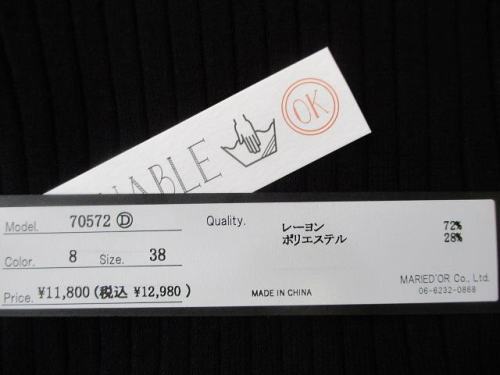 OK
Model. 70572 Ⓓ
Color. 8 Size. 38
Price. ¥11,800(税込 ¥12,980)
Quality.
レーヨン 72%
ポリエステル 28%
MADE IN CHINA
MARIED'OR Co., Ltd.
06-6232-0868